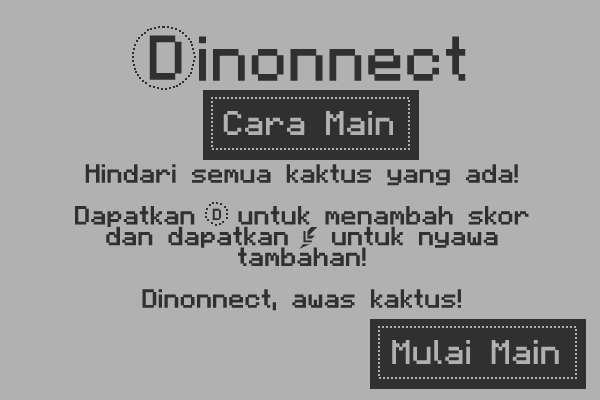 Dinonnect
Cara Main
Hindari semua kaktus yang ada!
Dapatkan D untuk menambah skor
dan dapatkan untuk nyawa
tambahan!
Dinonnect, awas kaktus!
Mulai Main